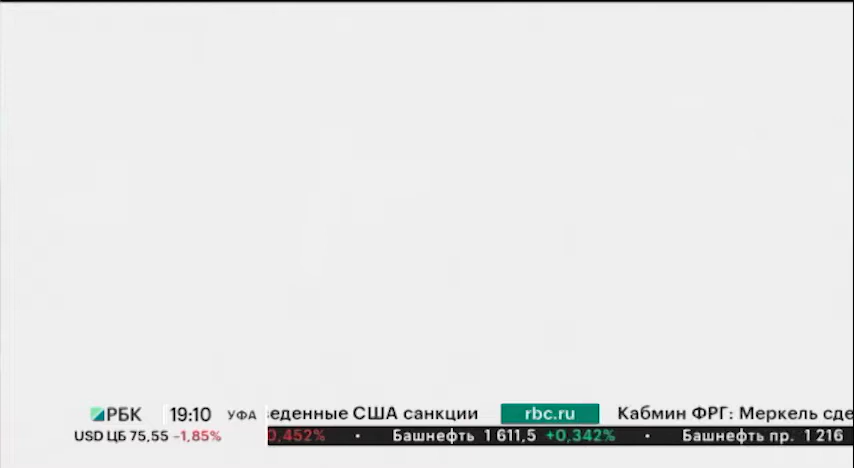 РБК 19:10 УФА еденные США санкции rbc.ru Кабмин ФРГ: Меркель сде
USD ЦБ 75,55 -1,85% 0,452% • Башнефть 1 611,5 +0,342% • Башнефть пр. 1 216